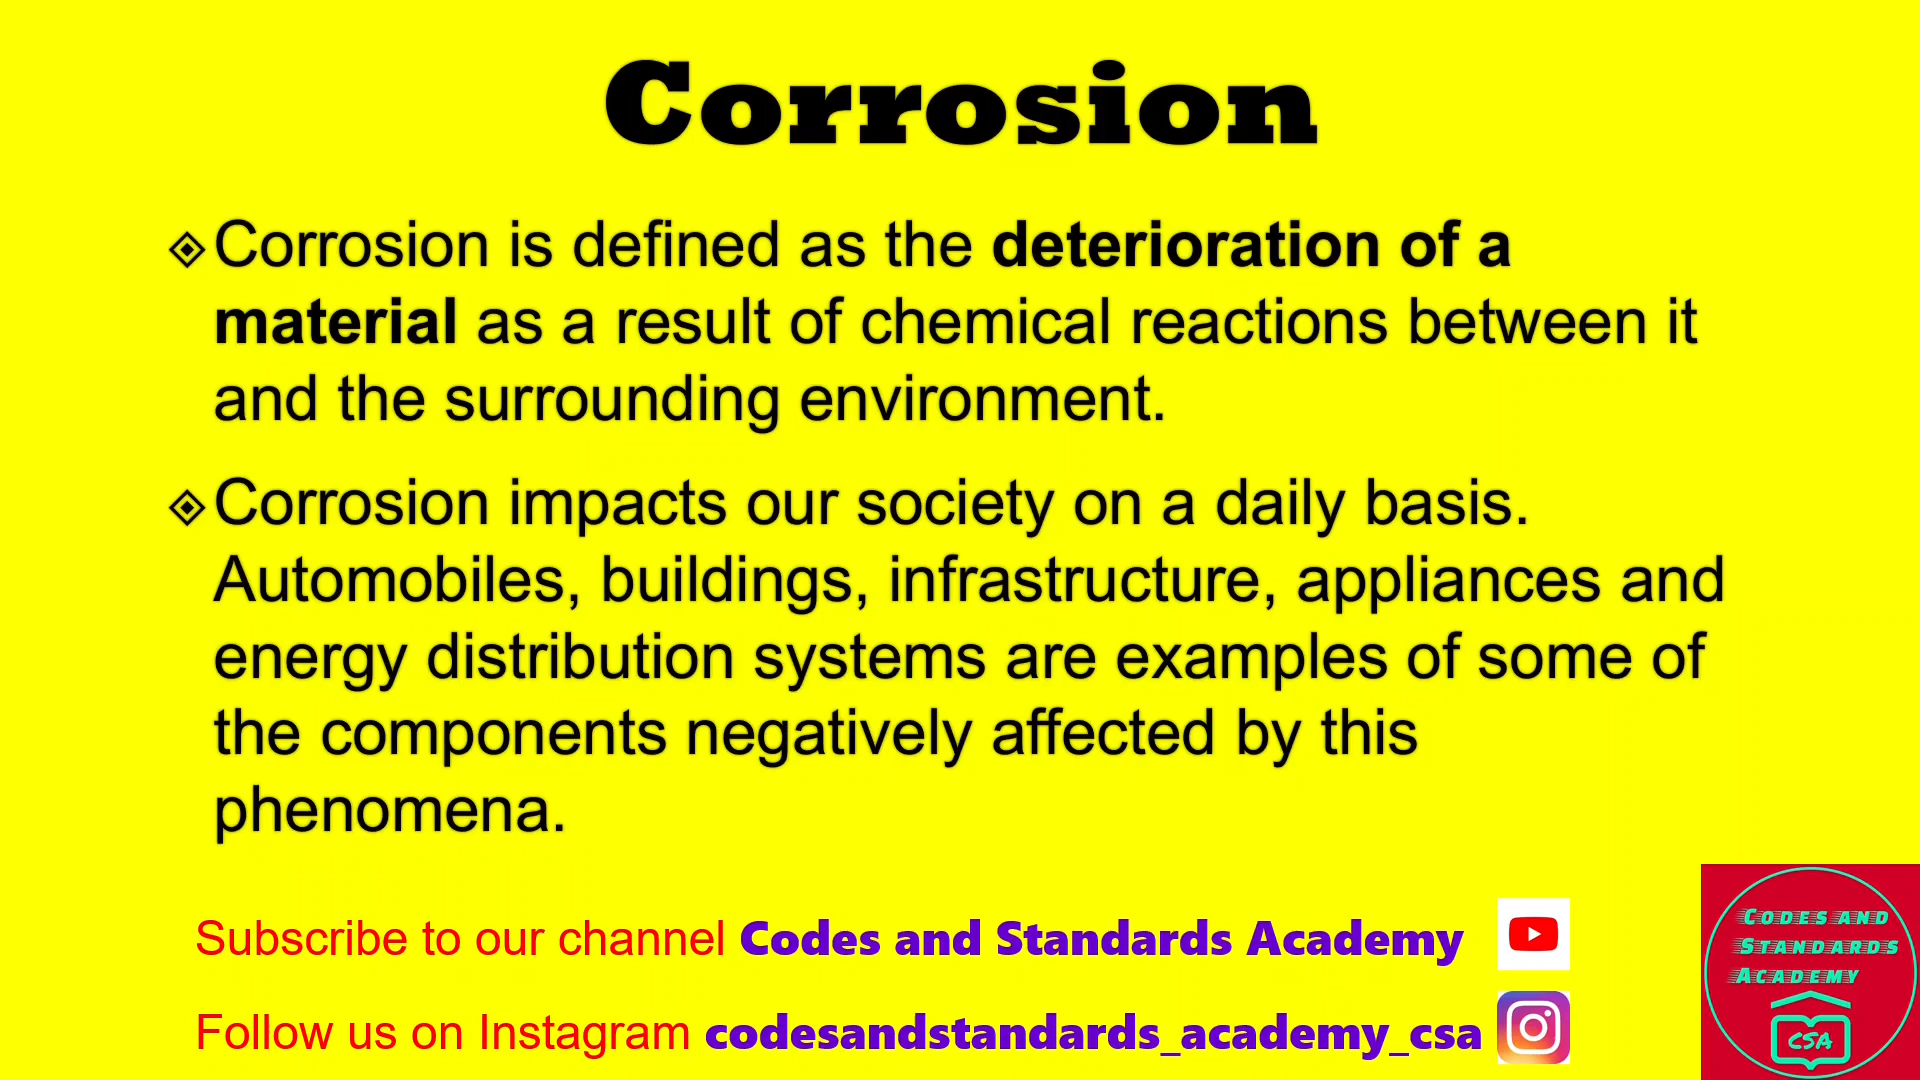 Corrosion
Corrosion is defined as the deterioration of a
material as a result of chemical reactions between it
and the surrounding environment.
Corrosion impacts our society on a daily basis.
Automobiles, buildings, infrastructure, appliances and
energy distribution systems are examples of some of
the components negatively affected by this
phenomena.
Subscribe to our channel Codes and Standards Academy
Follow us on Instagram codesandstandards_academy_csa
Codes and
Standards
Academy
CSA